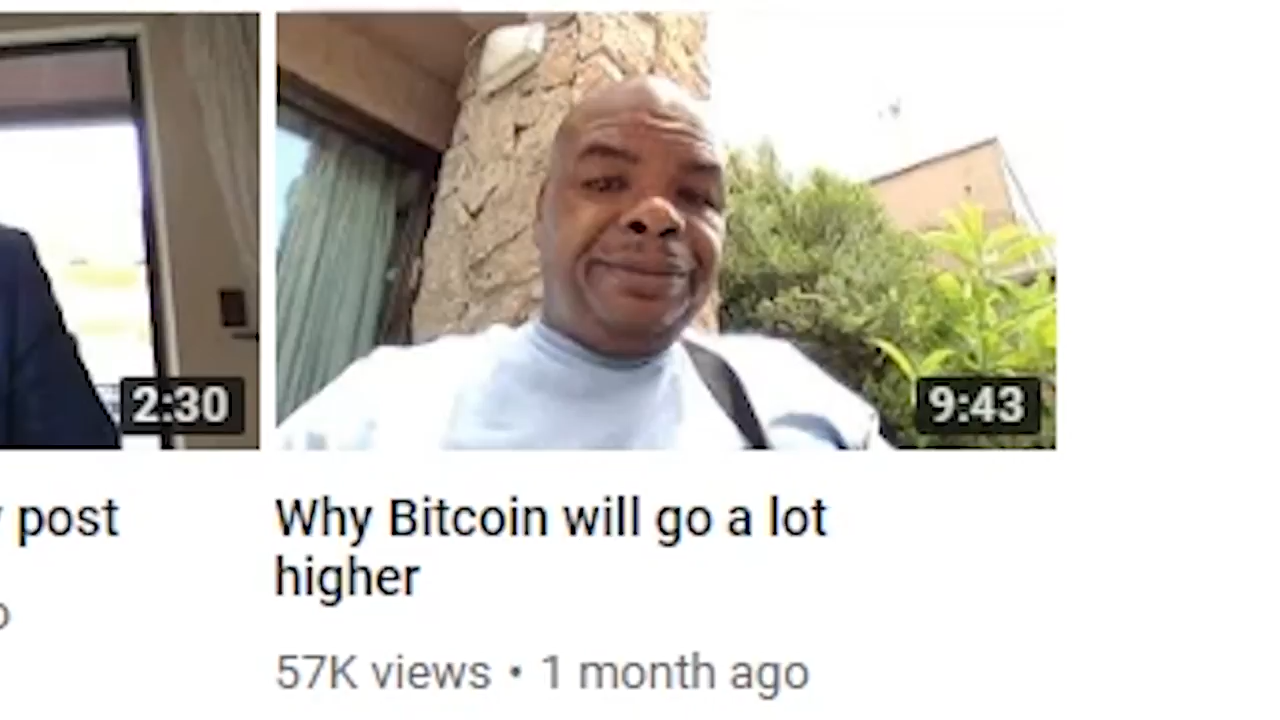 2:30
9:43
post
Why Bitcoin will go a lot
higher
57K views • 1 month ago